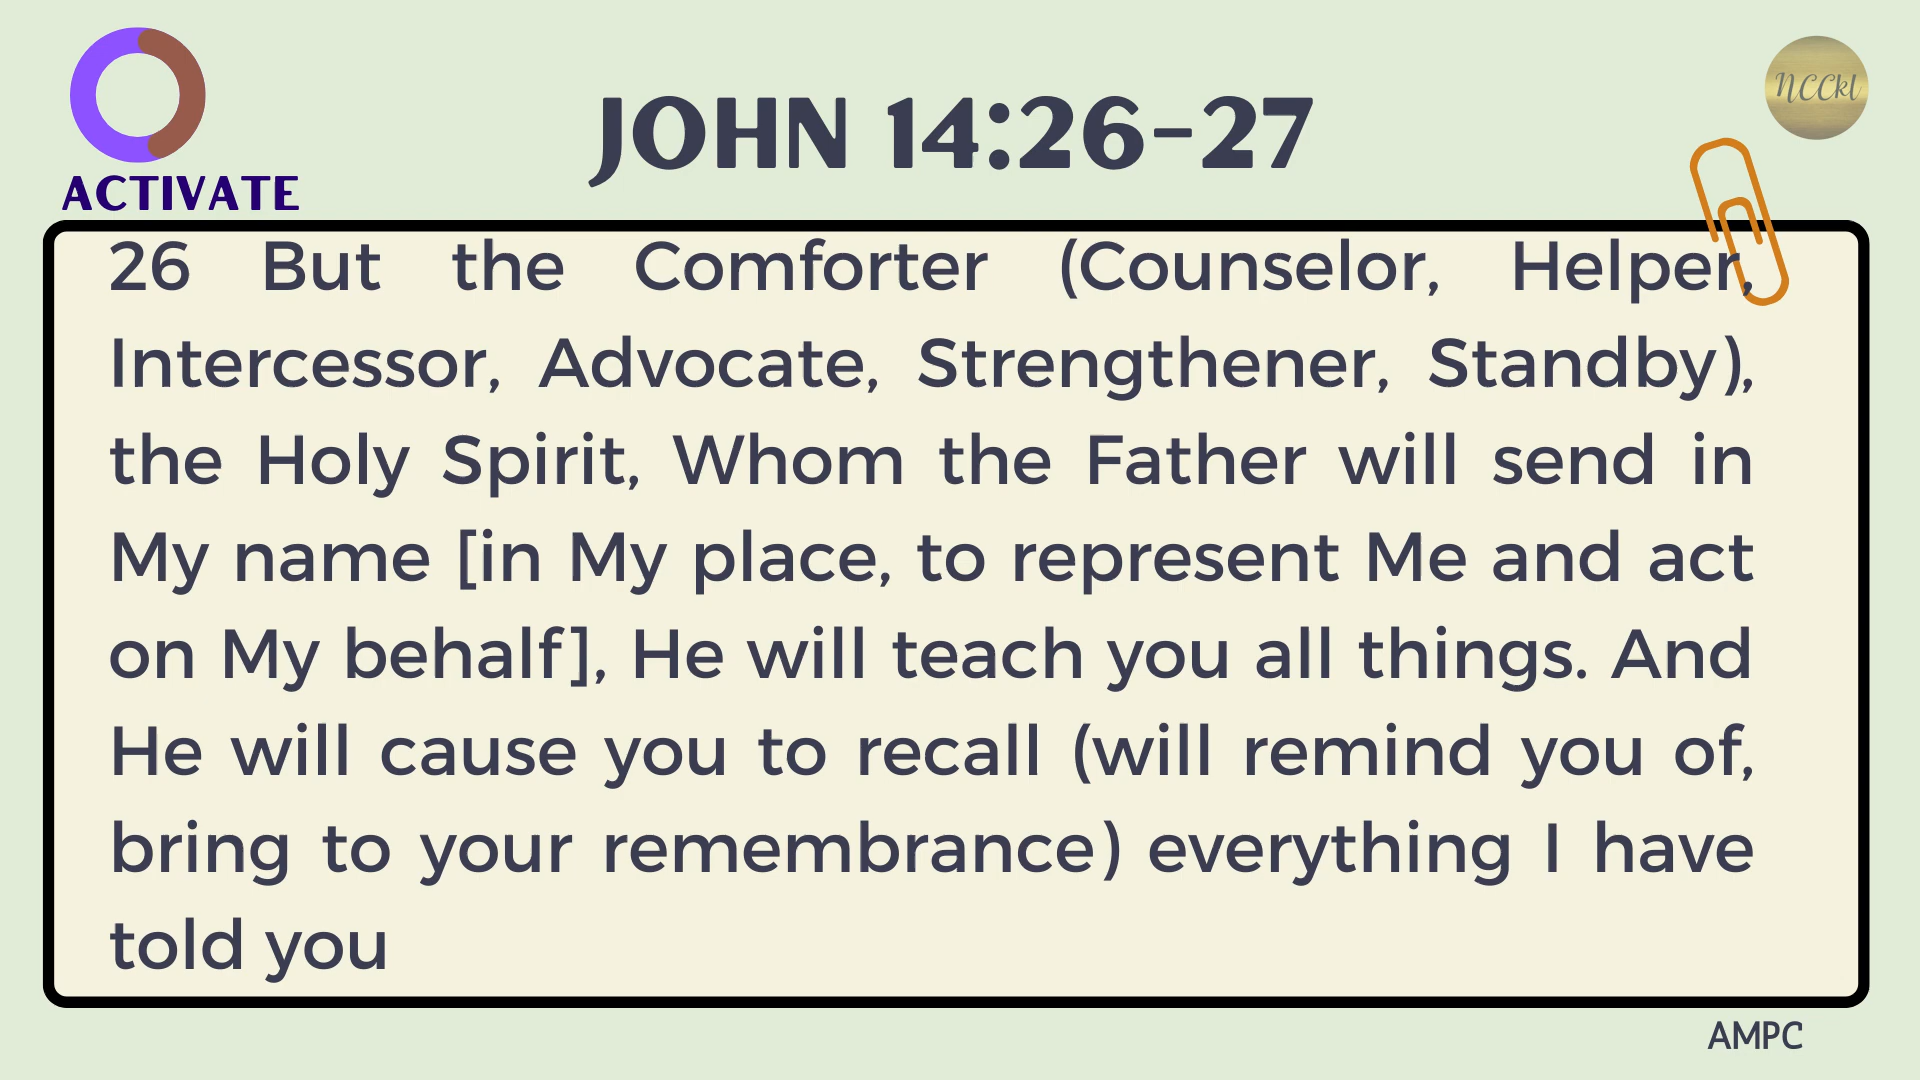 ACTIVATE
JOHN 14:26-27
NCCkl
26 But the Comforter (Counselor, Helper,
Intercessor, Advocate, Strengthener, Standby),
the Holy Spirit, Whom the Father will send in
My name [in My place, to represent Me and act
on My behalf], He will teach you all things. And
He will cause you to recall (will remind you of,
bring to your remembrance) everything I have
told you
AMPC